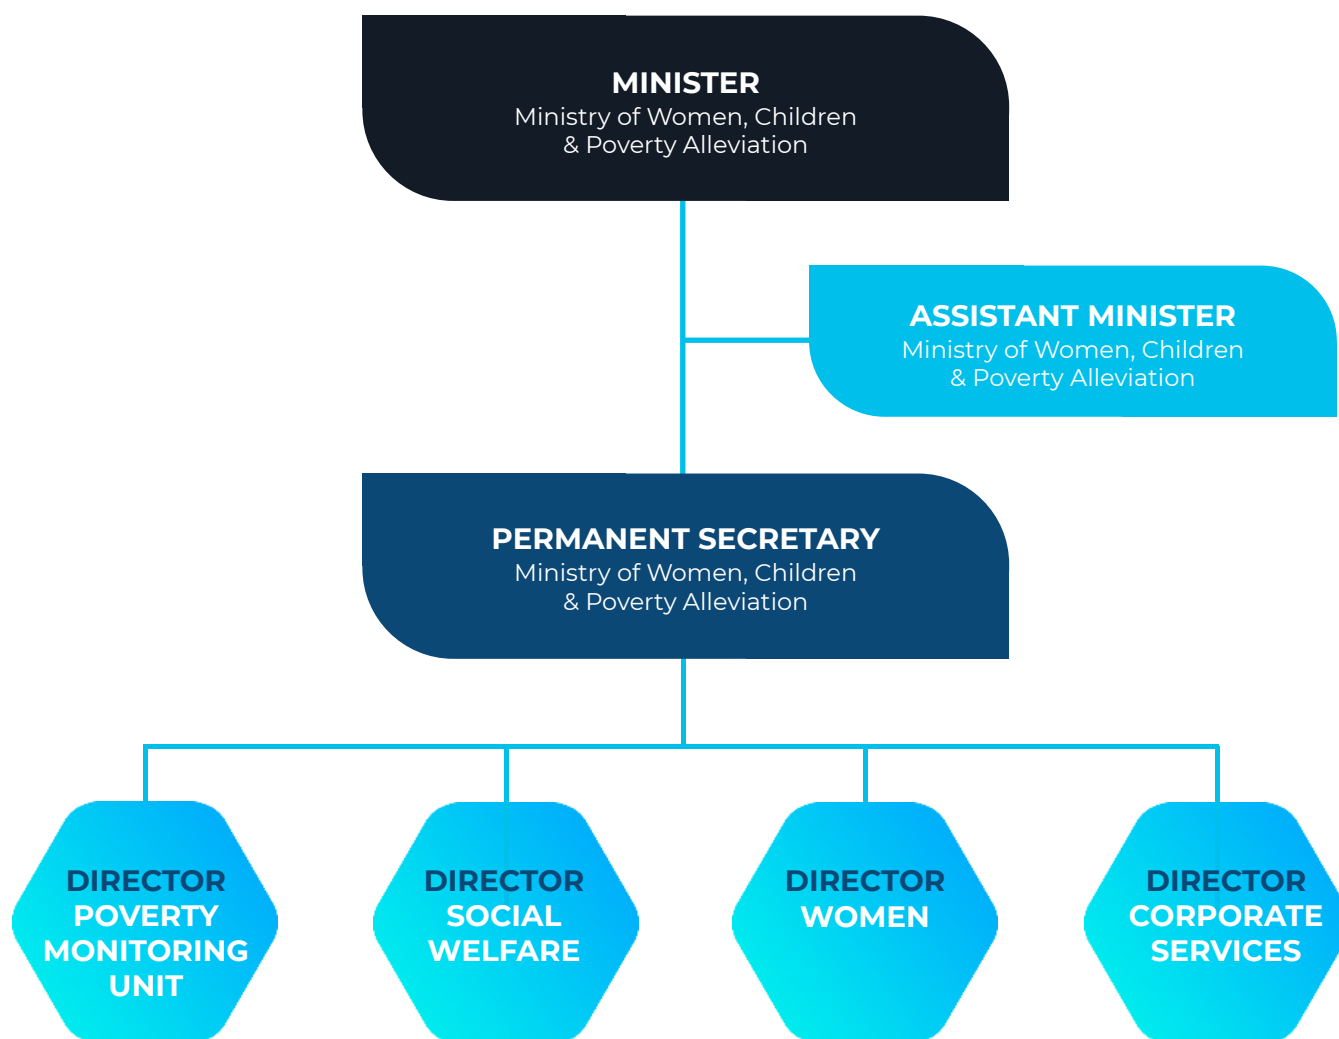 MINISTER
Ministry of Women, Children
& Poverty Alleviation
ASSISTANT MINISTER
Ministry of Women, Children
& Poverty Alleviation
PERMANENT SECRETARY
Ministry of Women, Children
& Poverty Alleviation
DIRECTOR
POVERTY
MONITORING
UNIT
DIRECTOR
SOCIAL
WELFARE
DIRECTOR
WOMEN
DIRECTOR
CORPORATE
SERVICES